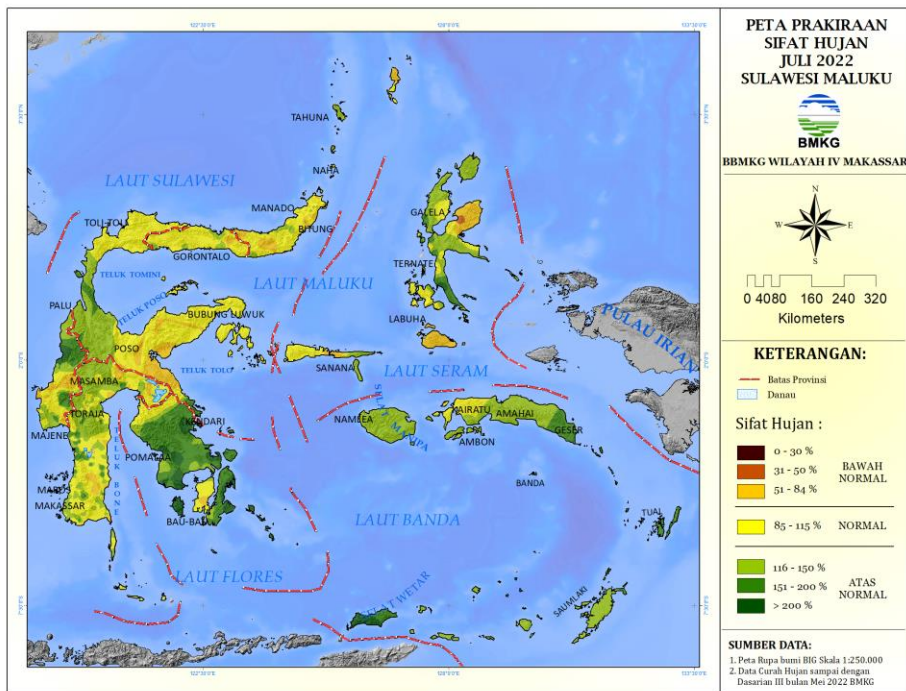 PETA PRAKIRAAN
SIFAT HUJAN
JULI 2022
SULAWESI MALUKU
BMKG
BBMKG WILAYAH IV MAKASSAR
N
W E
S
0 40 80 160 240 320
Kilometers
KETERANGAN:
Batas Provinsi
Danau
Sifat Hujan :
0 - 30 %
31 - 50 %
51 - 84 %
BAWAH
NORMAL
85 - 115 %
NORMAL
116 - 150 %
151 - 200 %
> 200 %
ATAS
NORMAL
SUMBER DATA:
1. Peta Rupa bumi BIG Skala 1:250.000
2. Data Curah Hujan sampai dengan
Dasarian III bulan Mei 2022 BMKG
TAHUNA
NAHA
LAUT SULAWESI
MANADO
TOLI-TOLI
BITUNG
GALELA
GORONTALO
TERNATE
TELUK TOMINI
LAUT MALUKU
PALU
TELUK POSO
BUBUNG LUWUK
LABUHA
PULAU IRIAN
POSO
TELUK TOLO
SANANA
LAUT SERAM
MASAMBA
TORAJA
SELAT MANIPA
NAMLEA
KAIRATU
AMAHAI
MAJENE
KENDARI
GESER
AMBON
TELUK BONE
POMALAA
BANDA
MAROS
MAKASSAR
BAU-BAU
LAUT BANDA
TUAL
LAUT FLORES
SELAT WETAR
SAUMLAKI